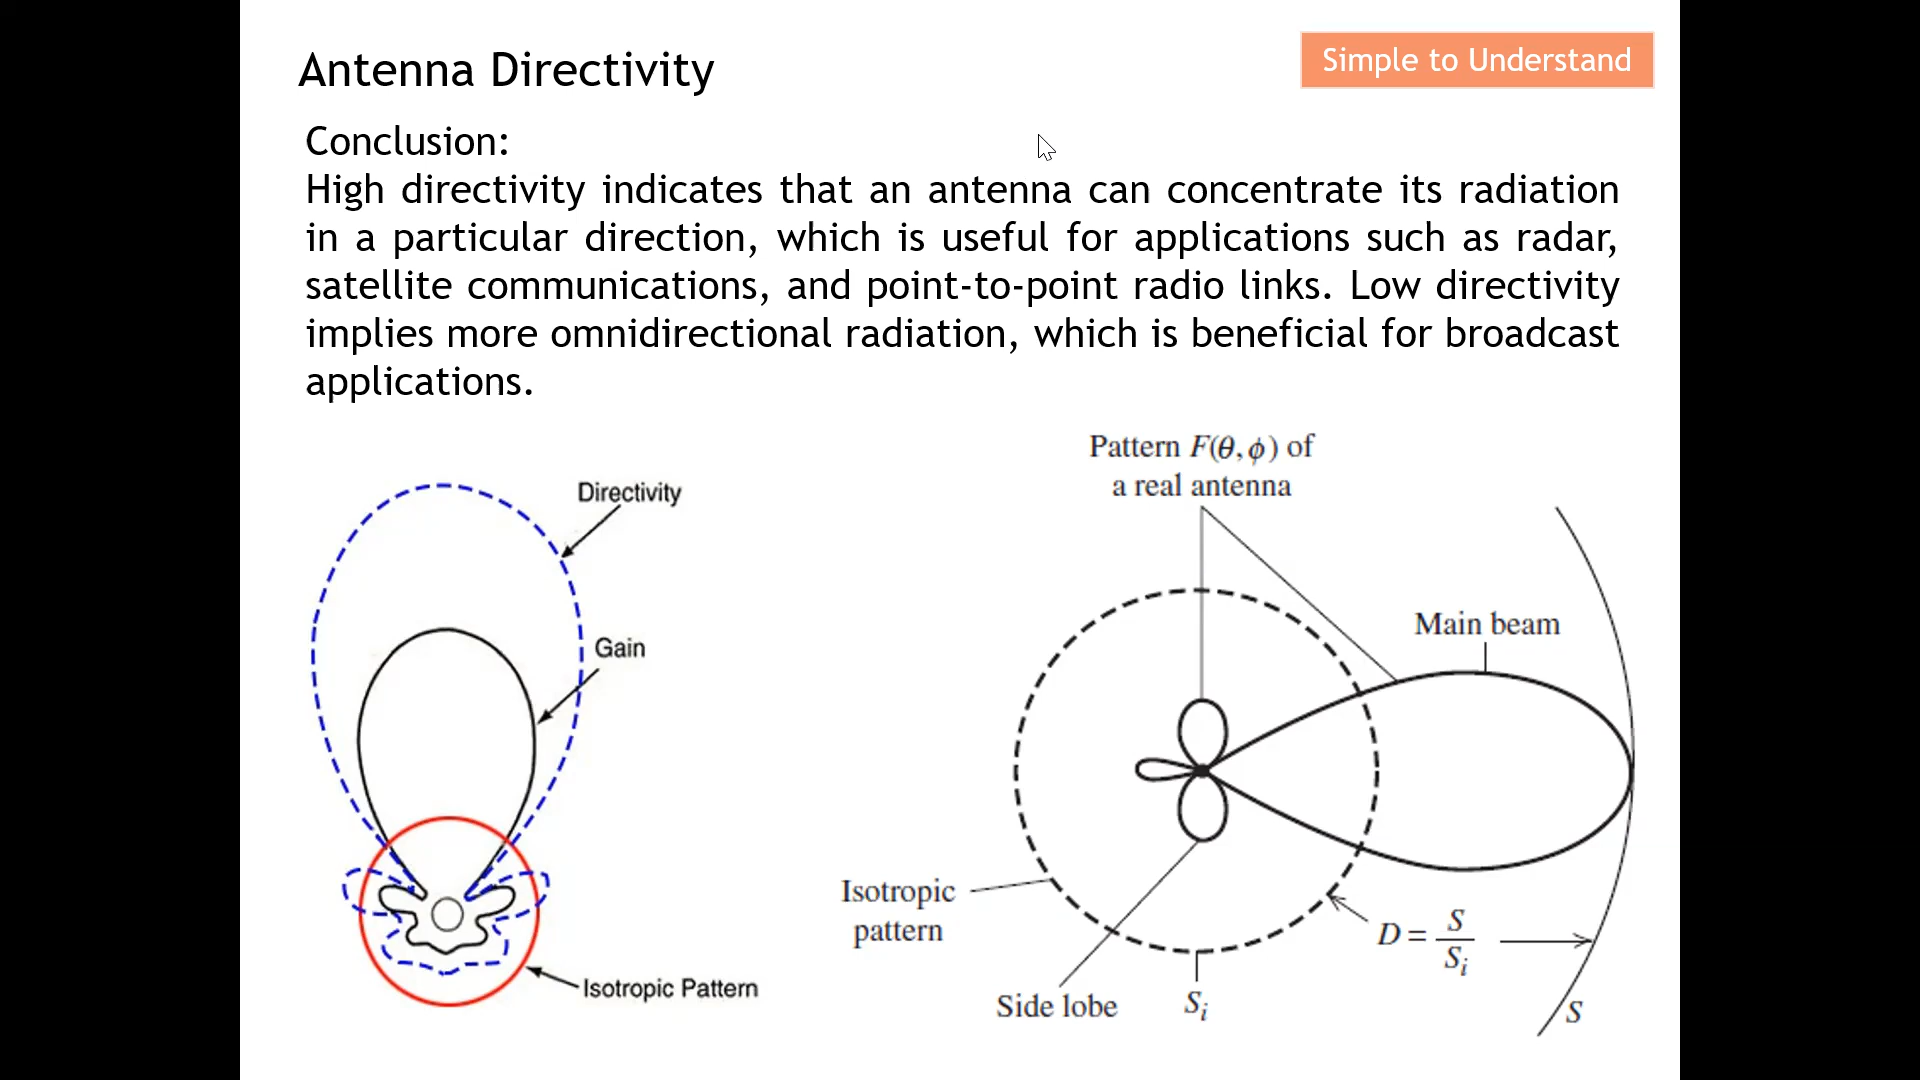 Antenna Directivity
Simple to Understand
Conclusion:
High directivity indicates that an antenna can concentrate its radiation
in a particular direction, which is useful for applications such as radar,
satellite communications, and point-to-point radio links. Low directivity
implies more omnidirectional radiation, which is beneficial for broadcast
applications.
Directivity
Gain
Isotropic Pattern
Pattern F(θ, ϕ) of
a real antenna
Main beam
Isotropic
pattern
Side lobe
Sᵢ
D = S/Sᵢ
S